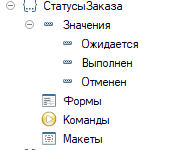 СтатусыЗаказа
Значения
Ожидается
Выполнен
Отменен
Формы
Команды
Макеты